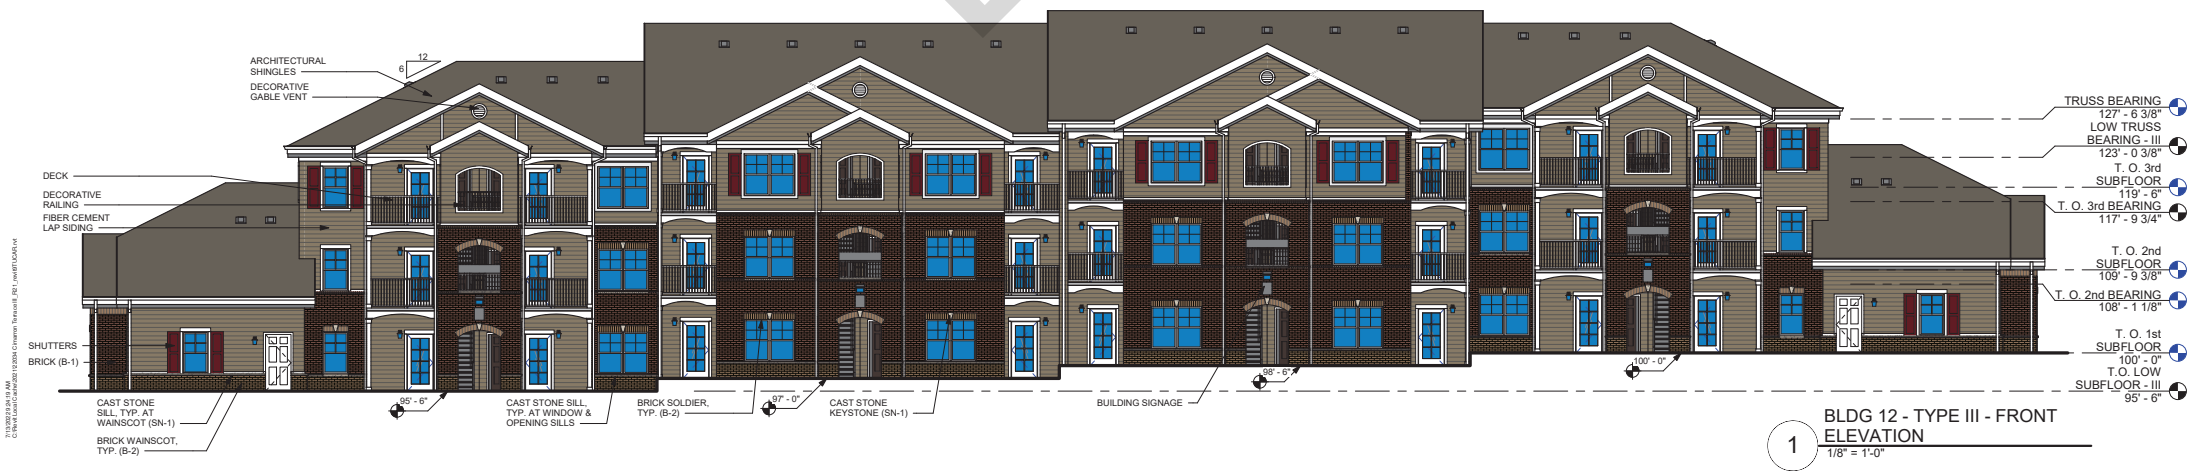 ARCHITECTURAL
SHINGLES
12
6
DECORATIVE
GABLE VENT
DECK
DECORATIVE
RAILING
FIBER CEMENT
LAP SIDING
SHUTTERS
BRICK (B-1)
CAST STONE
SILL, TYP. AT
WAINSCOT (SN-1)
BRICK WAINSCOT,
TYP. (B-2)
95' - 6"
CAST STONE SILL,
TYP. AT WINDOW &
OPENING SILLS
BRICK SOLDIER,
TYP. (B-2)
97' - 0"
CAST STONE
KEYSTONE (SN-1)
BUILDING SIGNAGE
98' - 6"
100' - 0"
TRUSS BEARING
127' - 6 3/8"
LOW TRUSS
BEARING - III
123' - 0 3/8"
T. O. 3rd
SUBFLOOR
119' - 6"
T. O. 3rd BEARING
117' - 9 3/4"
T. O. 2nd
SUBFLOOR
109' - 9 3/8"
T. O. 2nd BEARING
108' - 1 1/8"
T. O. 1st
SUBFLOOR
100' - 0"
T.O. LOW
SUBFLOOR - III
95' - 6"
1
BLDG 12 - TYPE III - FRONT
ELEVATION
1/8" = 1'-0"